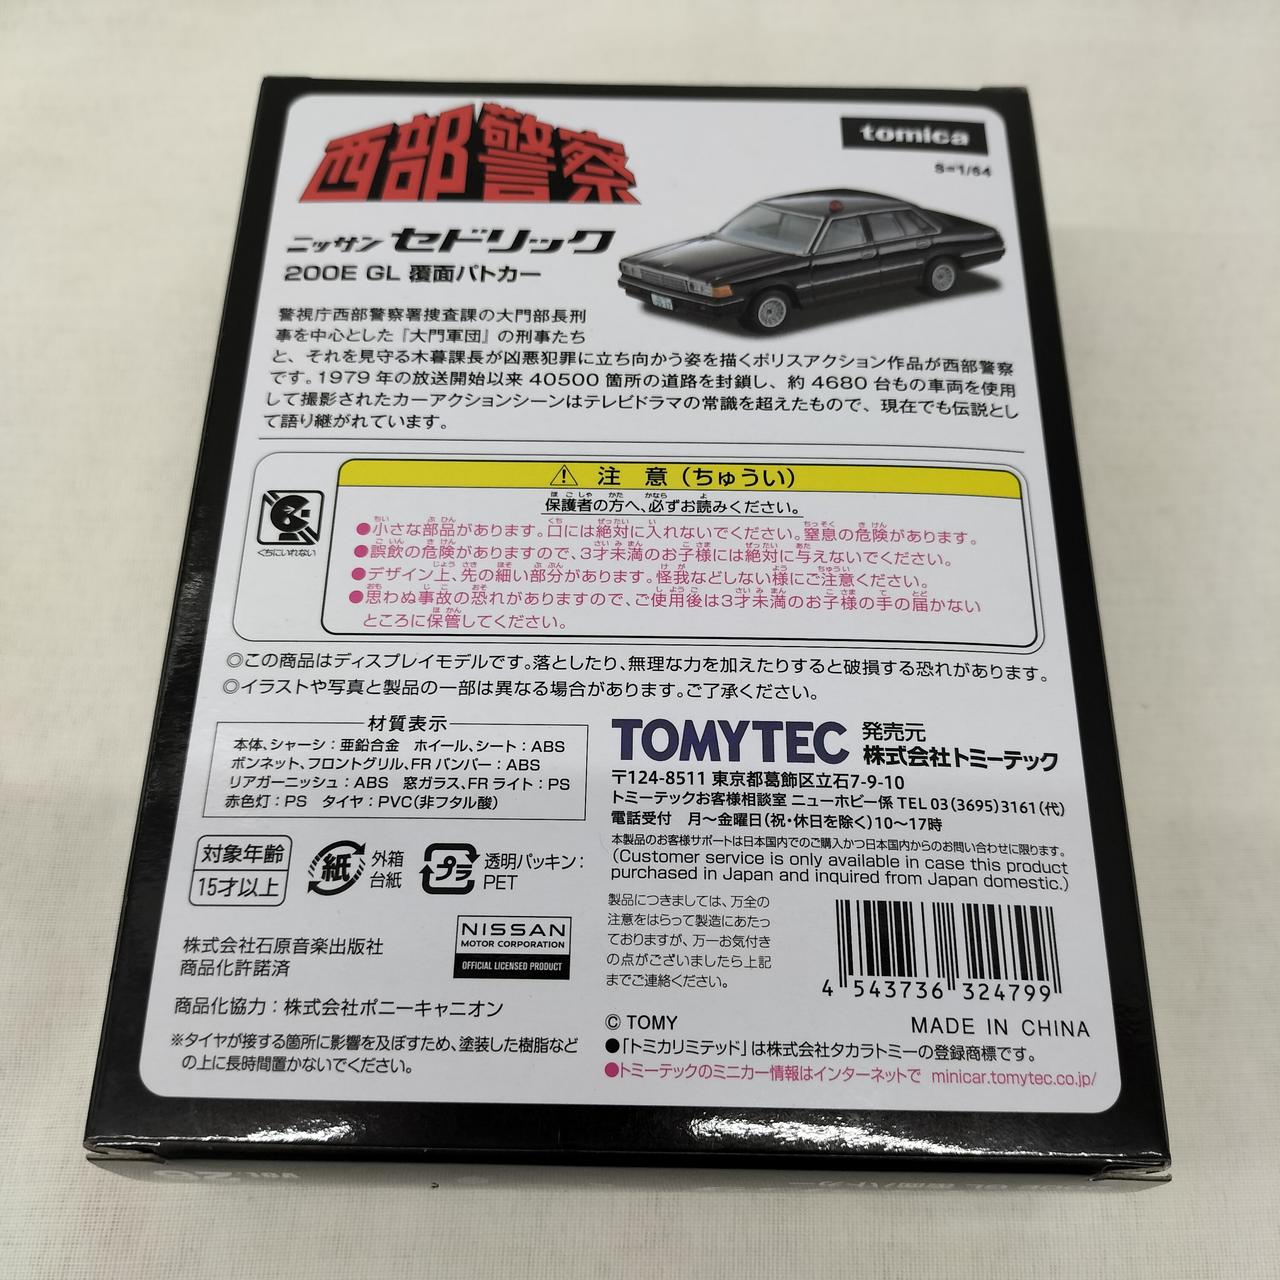 西部警察
tomica
S=1/64
ニッサン セドリック
200E GL 覆面パトカー
警視庁西部警察署捜査課の大門部長刑
事を中心とした『大門軍団』の刑事たち
と、それを見守る木暮課長が凶悪犯罪に立ち向かう姿を描くポリスアクション作品が西部警察
です。1979年の放送開始以来 40500 箇所の道路を封鎖し、約 4680 台もの車両を使用
して撮影されたカーアクションシーンはテレビドラマの常識を超えたもので、現在でも伝説とし
て語り継がれています。
⚠ 注 意（ちゅうい）
保護者の方へ、必ずお読みください。
くちにいれない
●小さな部品があります。口には絶対に入れないでください。窒息の危険があります。
●誤飲の危険がありますので、3才未満のお子様には絶対に与えないでください。
●デザイン上、先の細い部分があります。怪我などしない様にご注意ください。
●思わぬ事故の恐れがありますので、ご使用後は3才未満のお子様の手の届かない
ところに保管してください。
◎この商品はディスプレイモデルです。落としたり、無理な力を加えたりすると破損する恐れがあります。
◎イラストや写真と製品の一部は異なる場合があります。ご了承ください。
材質表示
本体、シャーシ：亜鉛合金 ホイール、シート：ABS
ボンネット、フロントグリル、FRバンパー：ABS
リアガーニッシュ：ABS 窓ガラス、FRライト：PS
赤色灯：PS タイヤ：PVC（非フタル酸）
対象年齢
15才以上
紙
外箱
台紙
プラ
透明パッキン：
PET
株式会社石原音楽出版社
商品化許諾済
NISSAN
MOTOR CORPORATION
OFFICIAL LICENSED PRODUCT
商品化協力：株式会社ポニーキャニオン
※タイヤが接する箇所に影響を及ぼすため、塗装した樹脂など
の上に長時間置かないでください。
TOMYTEC
発売元
株式会社トミーテック
〒124-8511 東京都葛飾区立石7-9-10
トミーテックお客様相談室 ニューホビー係 TEL 03(3695)3161(代)
電話受付 月～金曜日(祝・休日を除く)10～17時
本製品のお客様サポートは日本国内でのご購入かつ日本国内からのお問い合わせに限ります。
(Customer service is only available in case this product
purchased in Japan and inquired from Japan domestic.)
製品につきましては、万全の
注意をはらって製造にあたっ
ておりますが、万一お気付き
の点がございましたら上記
までご連絡ください。
4 543736 324799
© TOMY
MADE IN CHINA
●「トミカリミテッド」は株式会社タカラトミーの登録商標です。
●トミーテックのミニカー情報はインターネットで minicar.tomytec.co.jp/